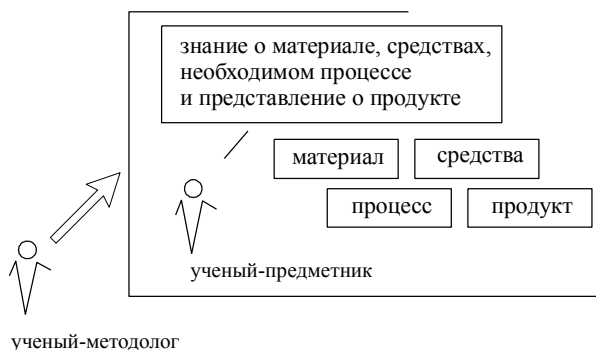 знание о материале, средствах,
необходимом процессе
и представление о продукте
материал
средства
процесс
продукт
ученый-предметник
ученый-методолог